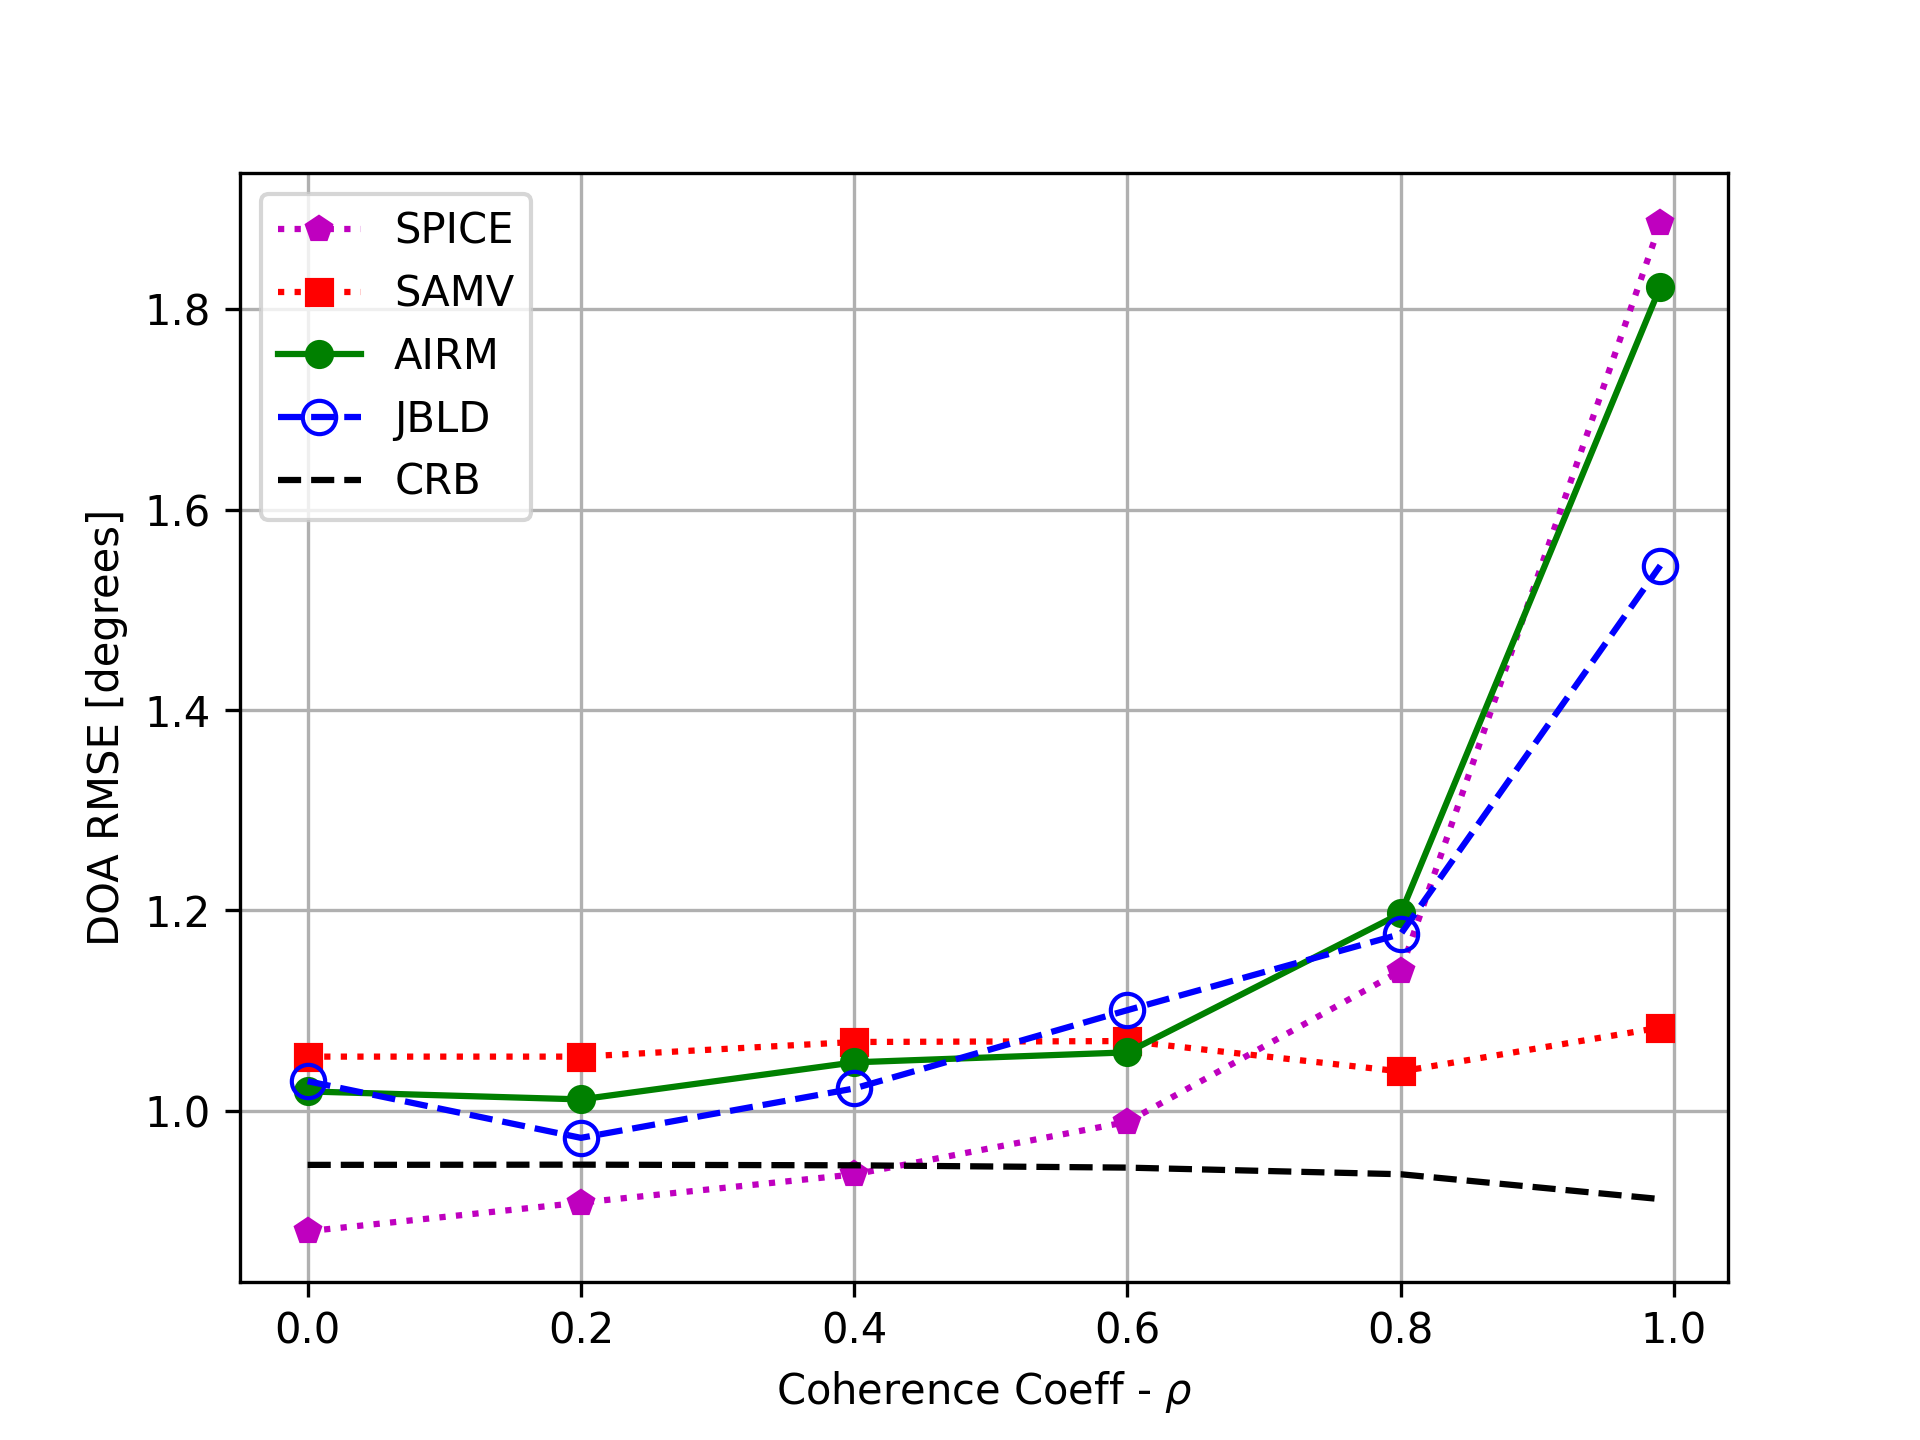 SPICE
SAMV
AIRM
JBLD
CRB
DOA RMSE [degrees]
1.8
1.6
1.4
1.2
1.0
0.0 0.2 0.4 0.6 0.8 1.0
Coherence Coeff - ρ